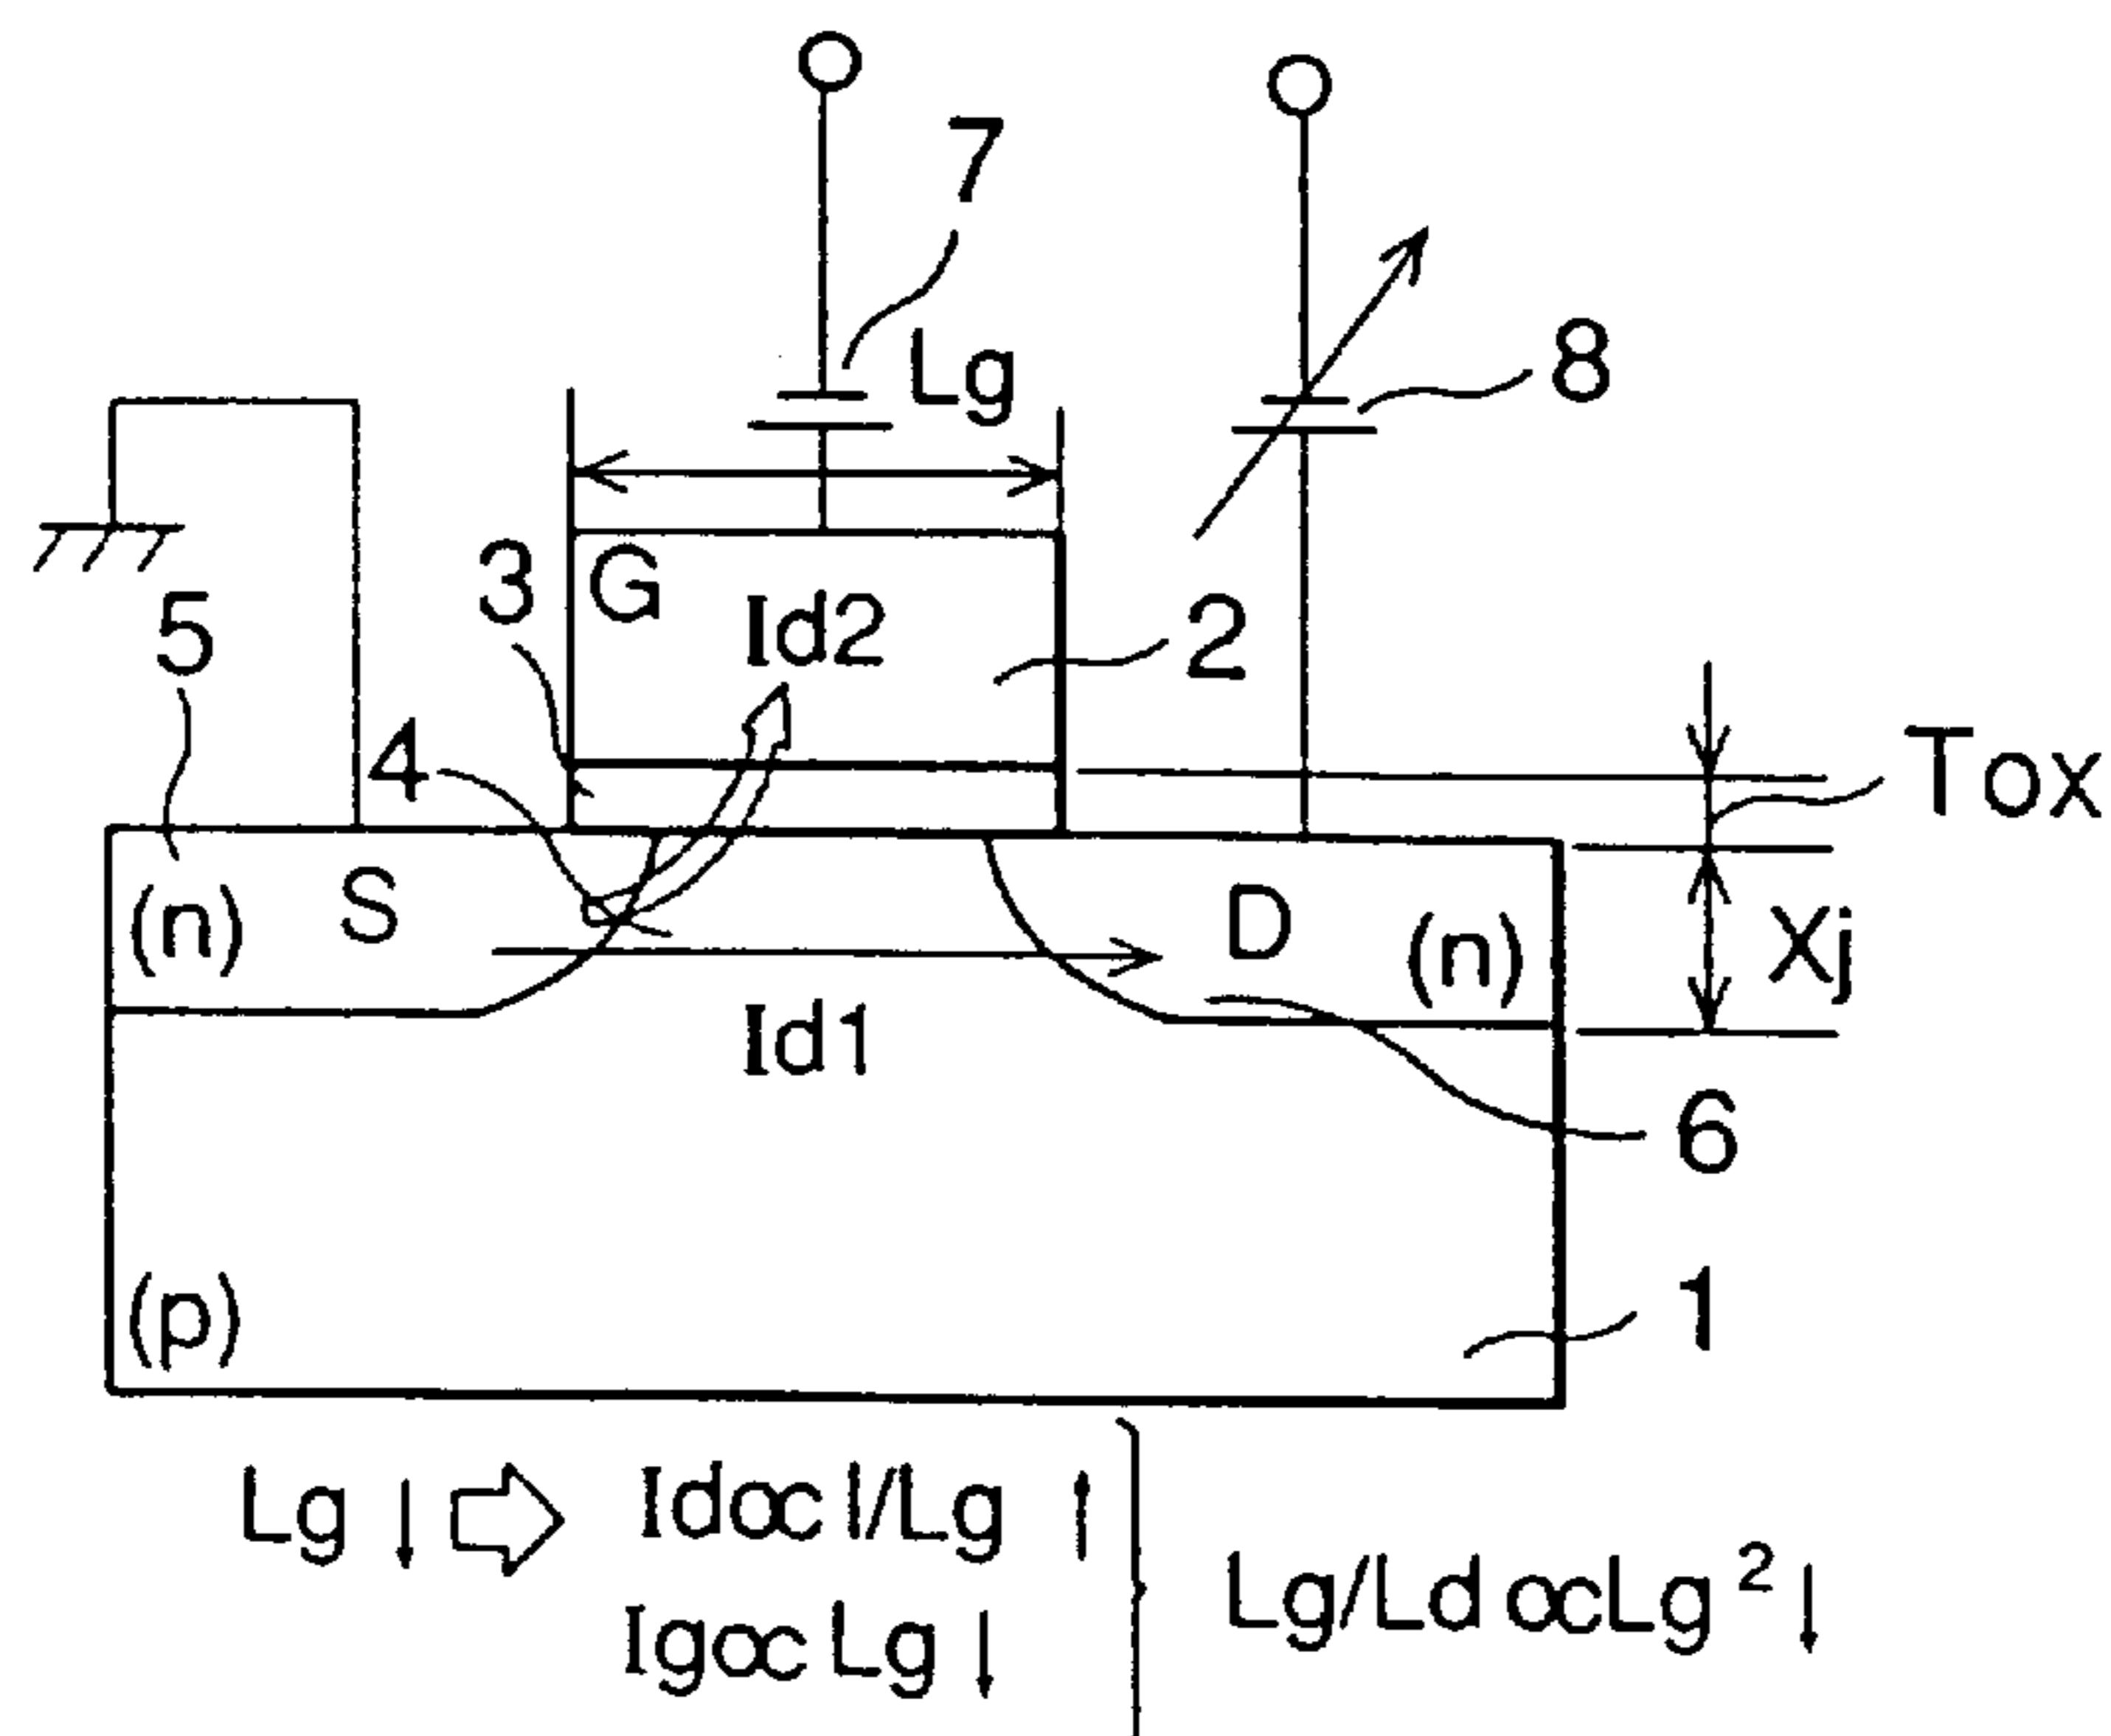 7
Lg
8
3
G
Id2
2
5
4
Tox
(n)
S
D
(n)
Xj
Id1
6
(p)
1
Lg ↓ ⇨ Id∝ I/Lg ↑
Ig∝ Lg ↓
Lg/Ld ∝Lg² ↓